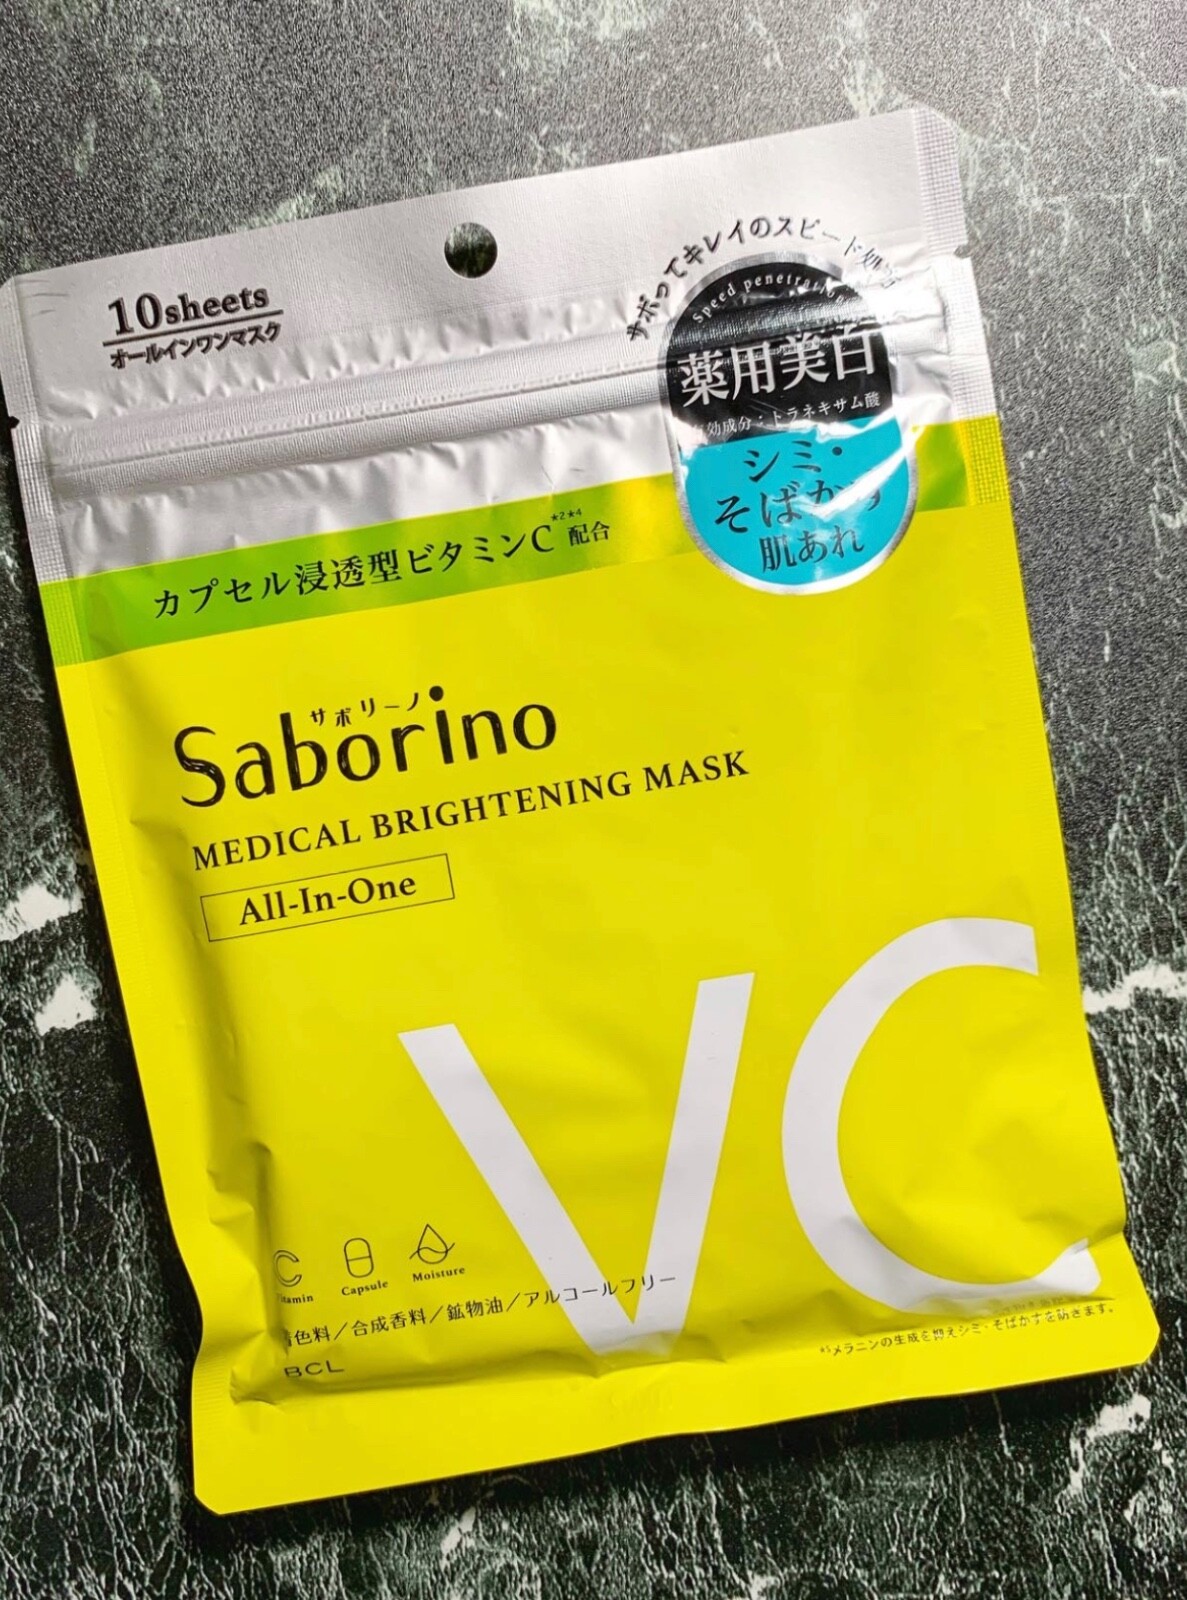 10sheets
オールインワンマスク
サボってキレイのスピード処方
Speed penetration
薬用美白
有効成分：トラネキサム酸
シミ・
そばかす
肌あれ
カプセル浸透型ビタミンC*2*4配合
サボリーノ
Saborino
MEDICAL BRIGHTENING MASK
All-In-One
VC
C
Vitamin
Capsule
Moisture
着色料／合成香料／鉱物油／アルコールフリー
BCL
メラニンの生成を抑えシミ・そばかすを防ぎます。